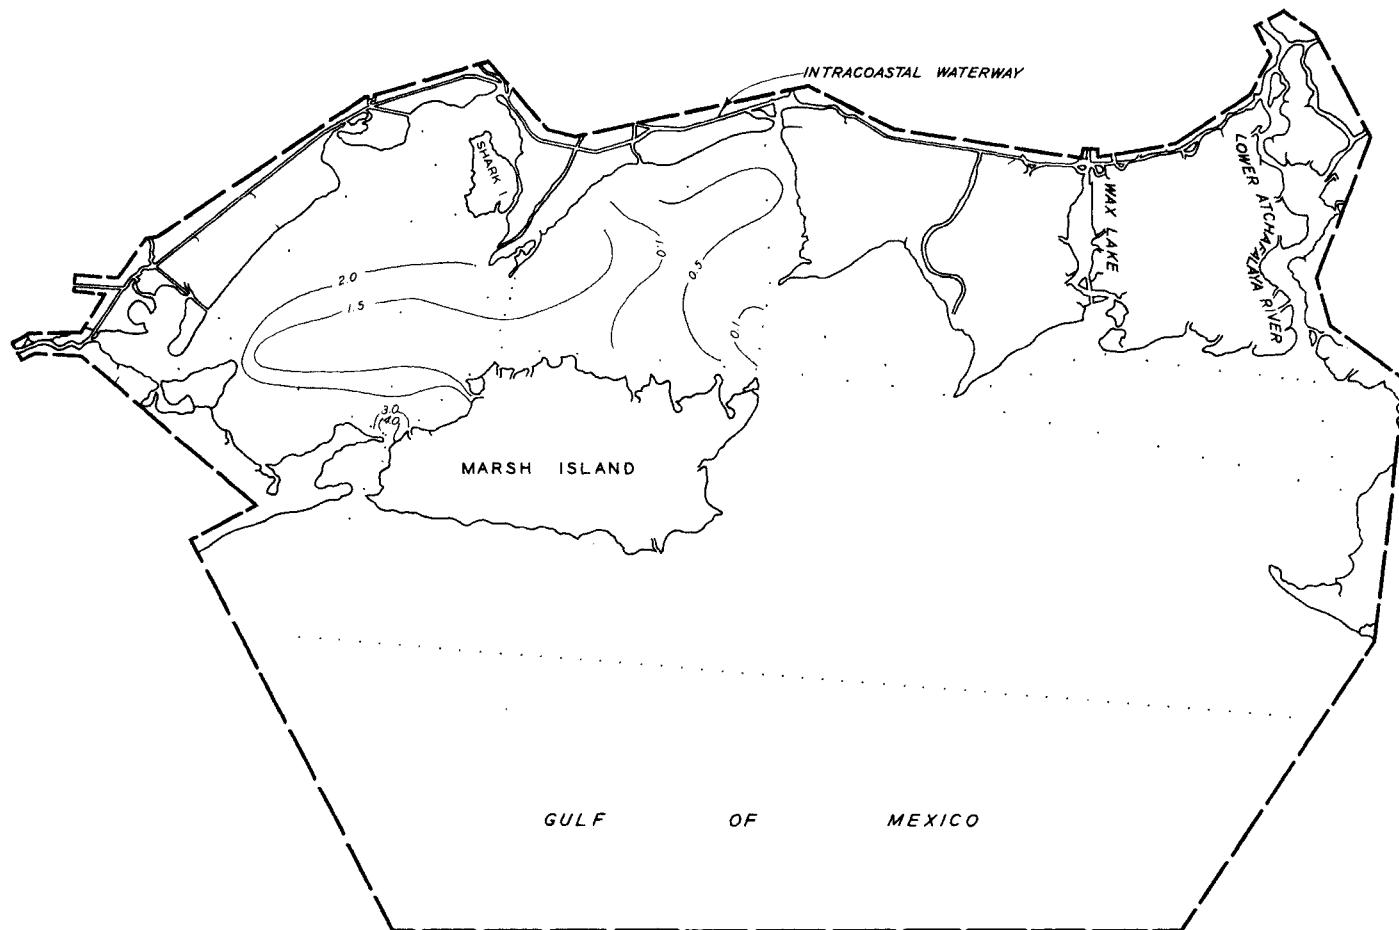 INTRACOASTAL WATERWAY
SHARK I
WAX LAKE
LOWER ATCHAFALAYA RIVER
2.0
1.5
1.0
0.5
0.1
3.0
4.0
MARSH ISLAND
GULF OF MEXICO